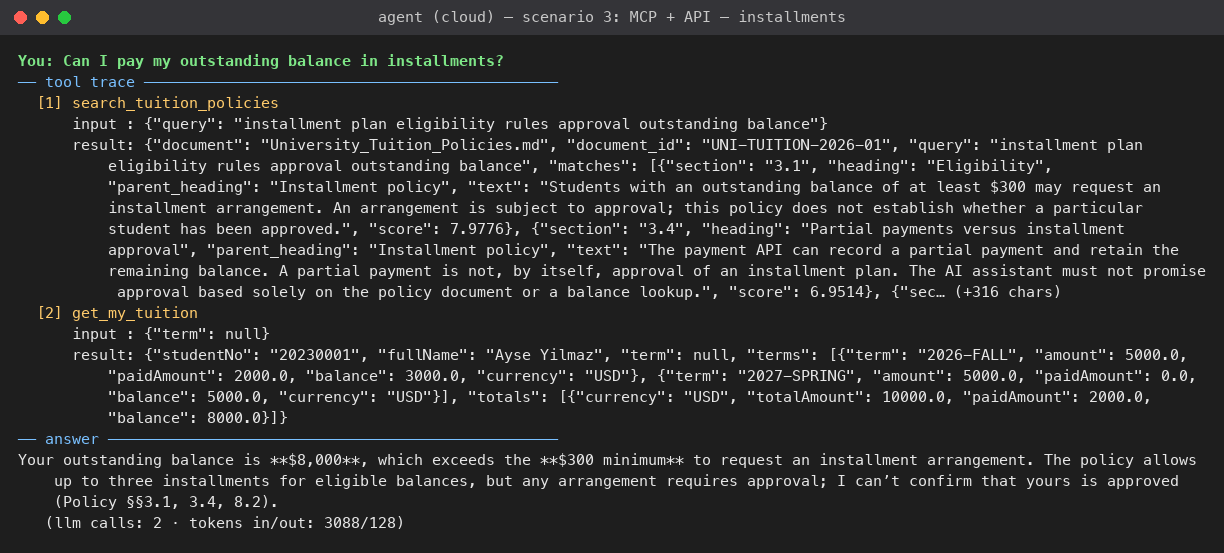 agent (cloud) — scenario 3: MCP + API — installments
You: Can I pay my outstanding balance in installments?
—— tool trace ——————————————————————————————————————————————
[1] search_tuition_policies
input : {"query": "installment plan eligibility rules approval outstanding balance"}
result: {"document": "University_Tuition_Policies.md", "document_id": "UNI-TUITION-2026-01", "query": "installment plan
eligibility rules approval outstanding balance", "matches": [{"section": "3.1", "heading": "Eligibility",
"parent_heading": "Installment policy", "text": "Students with an outstanding balance of at least $300 may request an
installment arrangement. An arrangement is subject to approval; this policy does not establish whether a particular
student has been approved.", "score": 7.9776}, {"section": "3.4", "heading": "Partial payments versus installment
approval", "parent_heading": "Installment policy", "text": "The payment API can record a partial payment and retain the
remaining balance. A partial payment is not, by itself, approval of an installment plan. The AI assistant must not promise
approval based solely on the policy document or a balance lookup.", "score": 6.9514}, {"sec… (+316 chars)
[2] get_my_tuition
input : {"term": null}
result: {"studentNo": "20230001", "fullName": "Ayse Yilmaz", "term": null, "terms": [{"term": "2026-FALL", "amount": 5000.0,
"paidAmount": 2000.0, "balance": 3000.0, "currency": "USD"}, {"term": "2027-SPRING", "amount": 5000.0, "paidAmount": 0.0,
"balance": 5000.0, "currency": "USD"}], "totals": [{"currency": "USD", "totalAmount": 10000.0, "paidAmount": 2000.0,
"balance": 8000.0}]}
—— answer ——————————————————————————————————————————————————
Your outstanding balance is **$8,000**, which exceeds the **$300 minimum** to request an installment arrangement. The policy allows
up to three installments for eligible balances, but any arrangement requires approval; I can’t confirm that yours is approved
(Policy §§3.1, 3.4, 8.2).
(llm calls: 2 · tokens in/out: 3088/128)